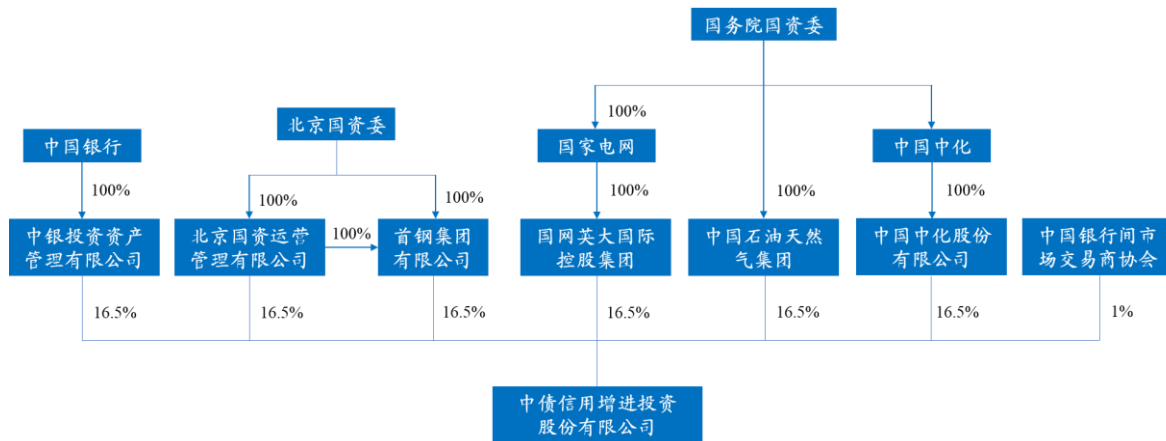 国务院国资委
100%
北京国资委
中国银行
国家电网
中国中化
100%
100%
100%
100%
100%
100%
中银投资资产
管理有限公司
北京国资运营
管理有限公司
100%
首钢集团
有限公司
国网英大国际
控股集团
中国石油天然
气集团
中国中化股份
有限公司
中国银行间市
场交易商协会
16.5%
16.5%
16.5%
16.5%
16.5%
16.5%
1%
中债信用增进投资
股份有限公司